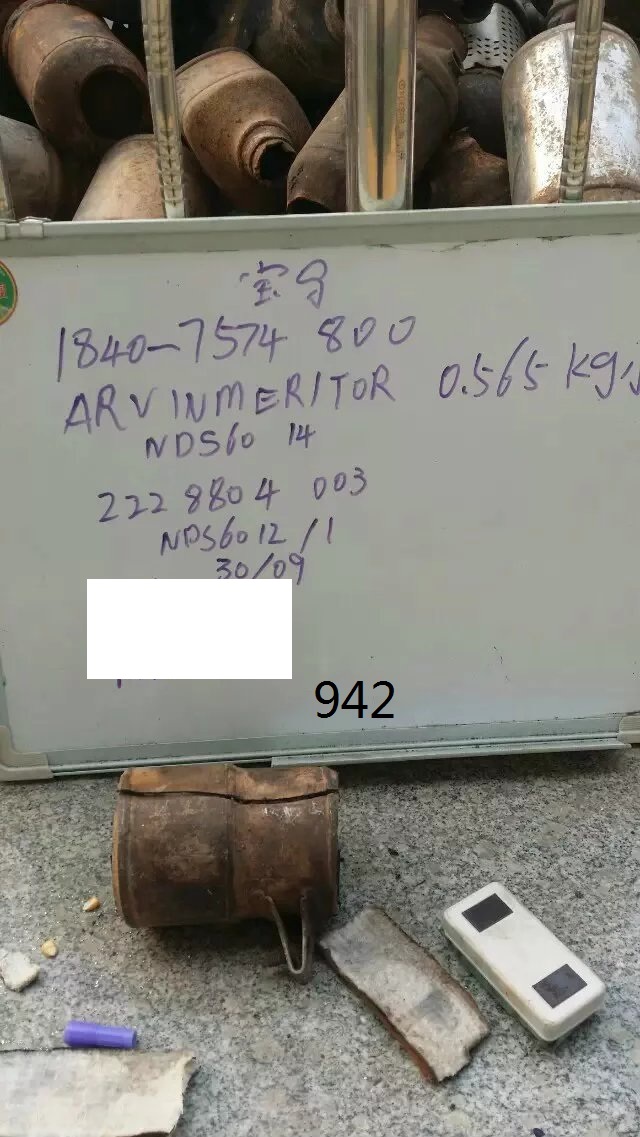 宝马
1840-7574 800
ARVINMERITOR 0.565 kg
NDS60 14
222 8804 003
NDS6012/1
30/09
942